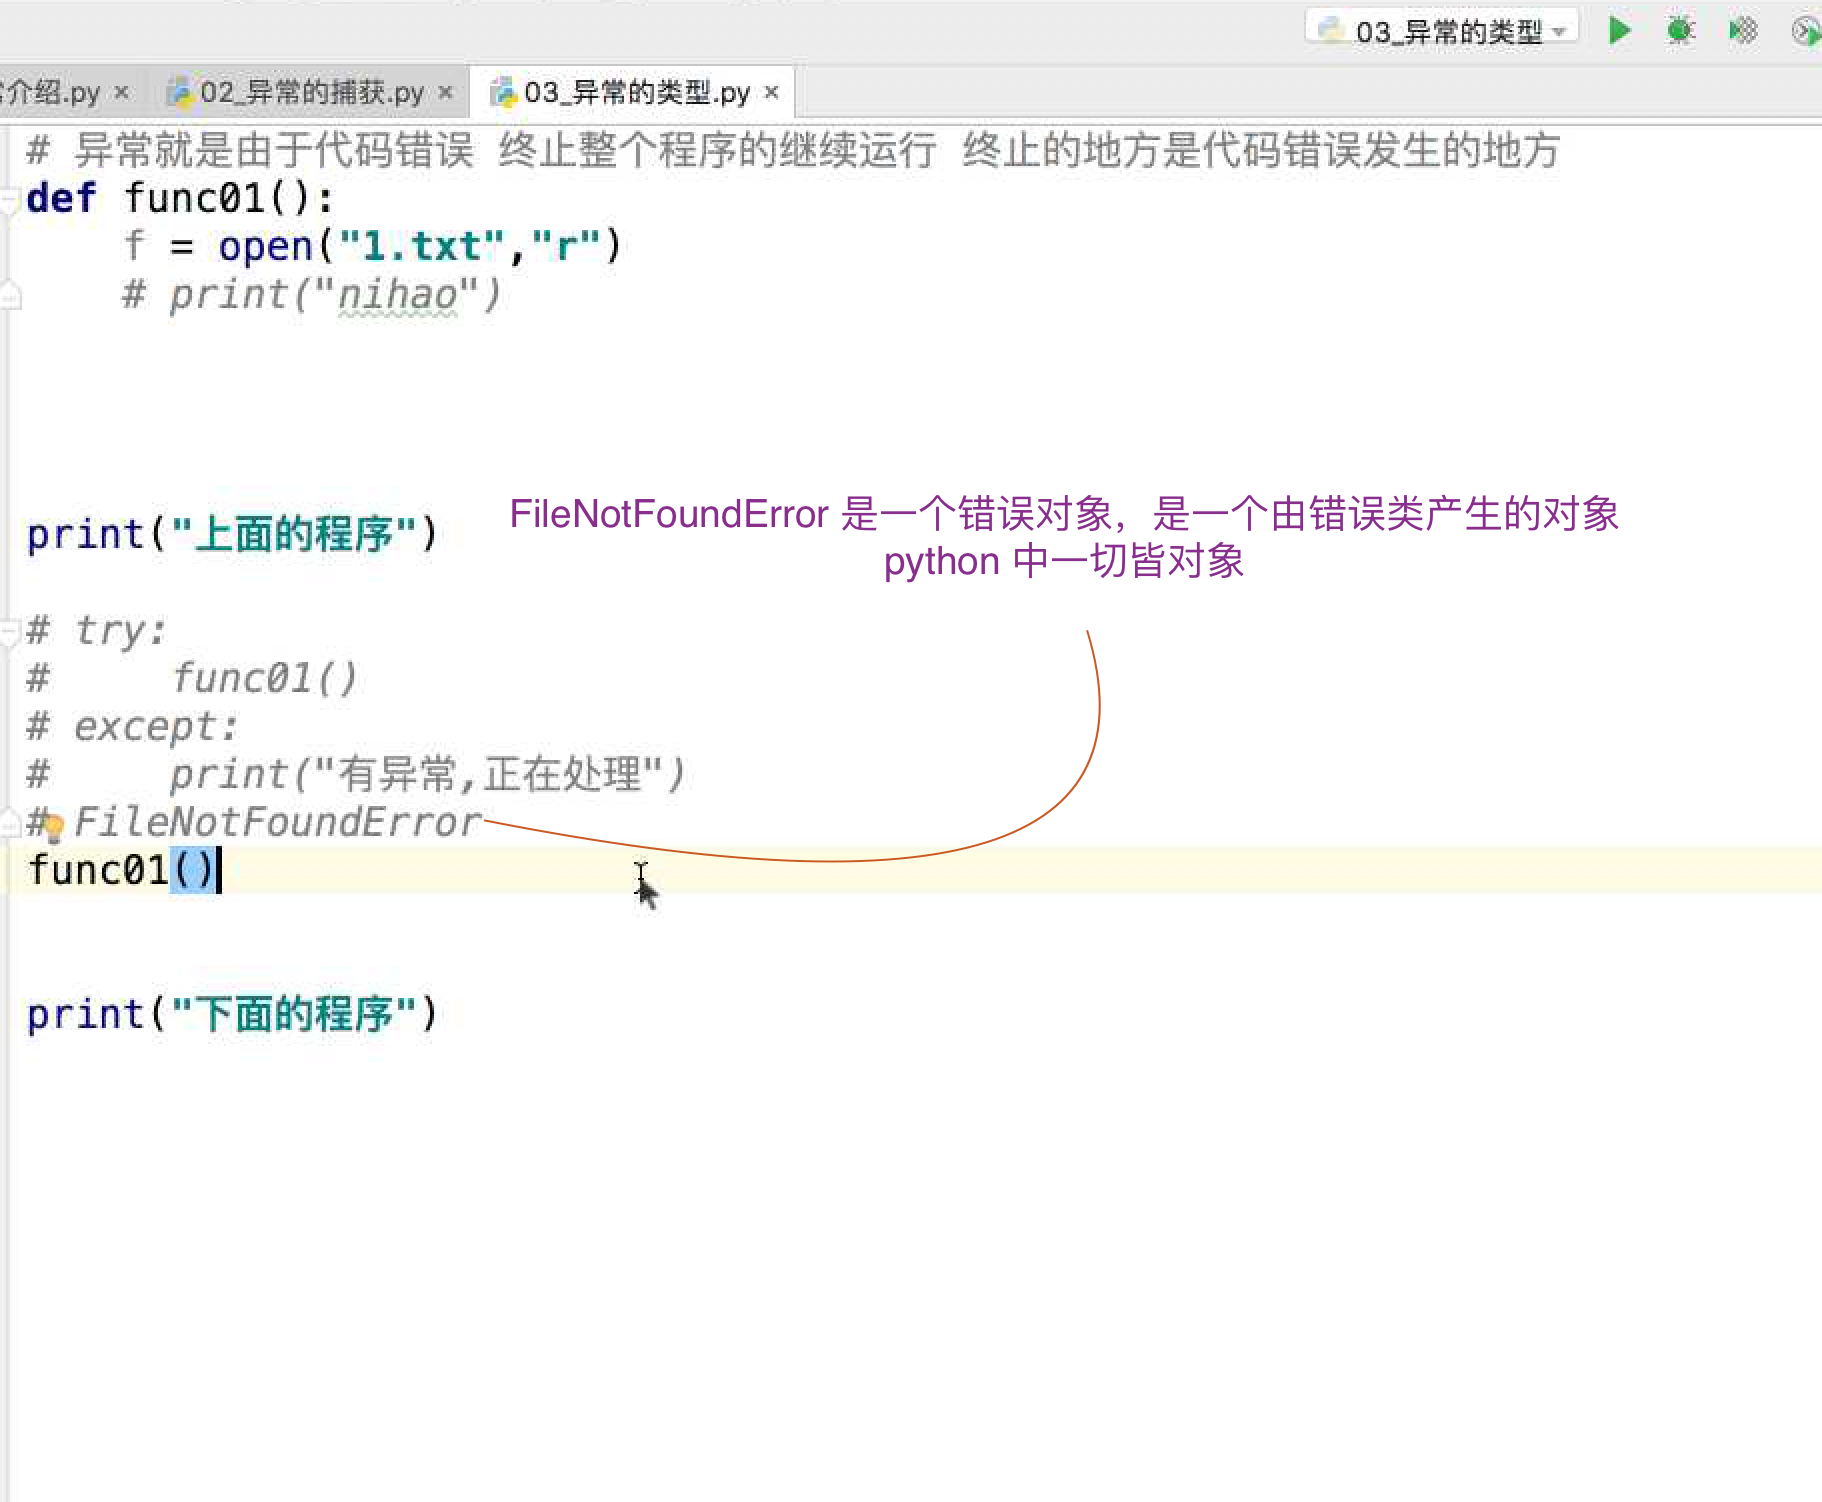 03_异常的类型
介绍.py × 02_异常的捕获.py × 03_异常的类型.py ×
# 异常就是由于代码错误 终止整个程序的继续运行 终止的地方是代码错误发生的地方
def func01():
f = open("1.txt","r")
# print("nihao")
FileNotFoundError 是一个错误对象，是一个由错误类产生的对象
print("上面的程序")
python 中一切皆对象
# try:
#     func01()
# except:
#     print("有异常,正在处理")
# FileNotFoundError
func01()
print("下面的程序")